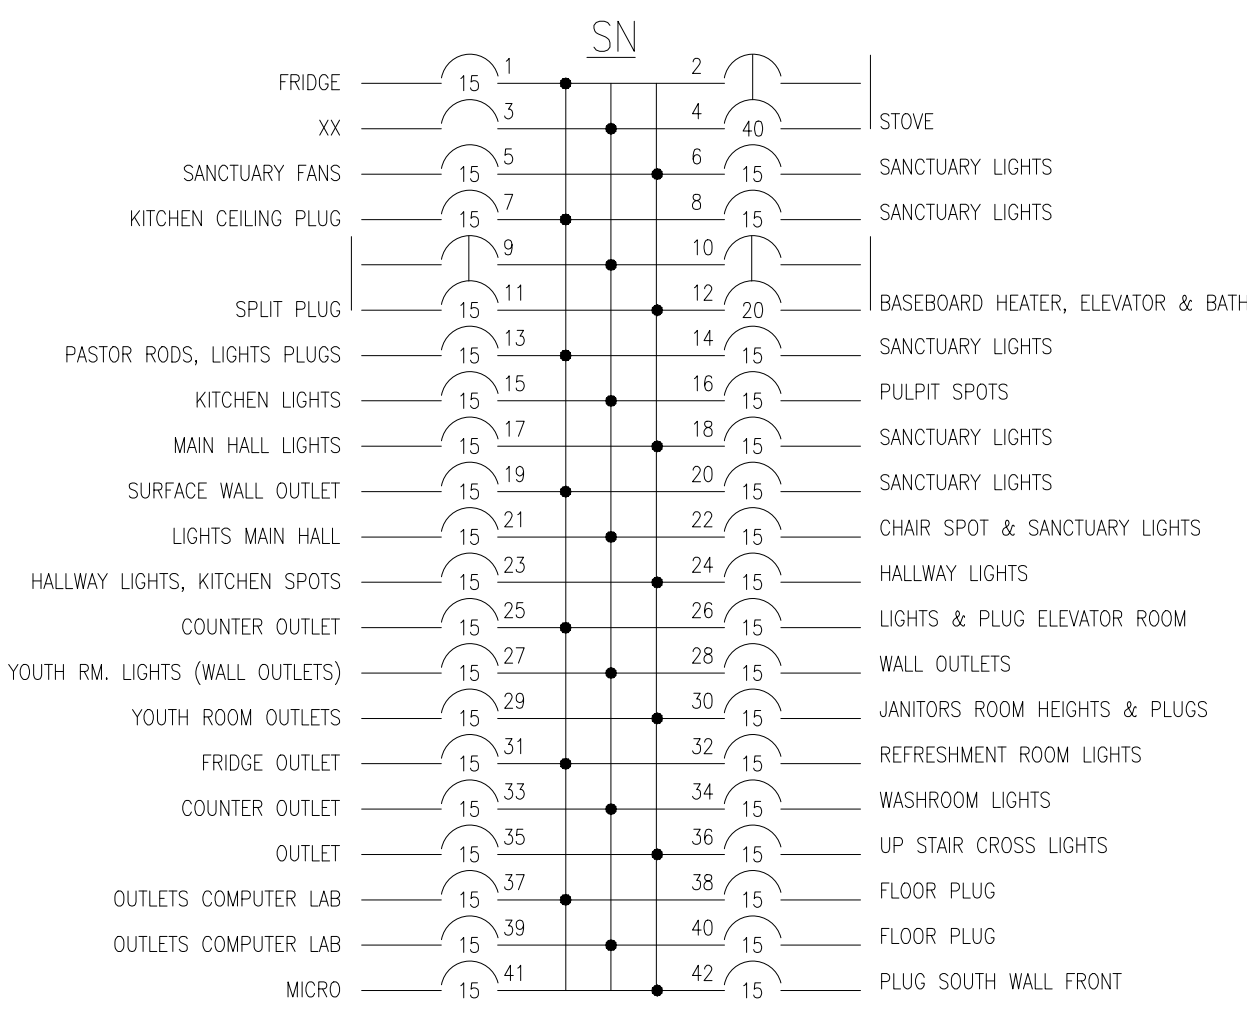 SN
FRIDGE 15 1 2
XX 3 4 40 STOVE
SANCTUARY FANS 15 5 6 15 SANCTUARY LIGHTS
KITCHEN CEILING PLUG 15 7 8 15 SANCTUARY LIGHTS
9 10
SPLIT PLUG 15 11 12 20 BASEBOARD HEATER, ELEVATOR & BATH
PASTOR RODS, LIGHTS PLUGS 15 13 14 15 SANCTUARY LIGHTS
KITCHEN LIGHTS 15 15 16 15 PULPIT SPOTS
MAIN HALL LIGHTS 15 17 18 15 SANCTUARY LIGHTS
SURFACE WALL OUTLET 15 19 20 15 SANCTUARY LIGHTS
LIGHTS MAIN HALL 15 21 22 15 CHAIR SPOT & SANCTUARY LIGHTS
HALLWAY LIGHTS, KITCHEN SPOTS 15 23 24 15 HALLWAY LIGHTS
COUNTER OUTLET 15 25 26 15 LIGHTS & PLUG ELEVATOR ROOM
YOUTH RM. LIGHTS (WALL OUTLETS) 15 27 28 15 WALL OUTLETS
YOUTH ROOM OUTLETS 15 29 30 15 JANITORS ROOM HEIGHTS & PLUGS
FRIDGE OUTLET 15 31 32 15 REFRESHMENT ROOM LIGHTS
COUNTER OUTLET 15 33 34 15 WASHROOM LIGHTS
OUTLET 15 35 36 15 UP STAIR CROSS LIGHTS
OUTLETS COMPUTER LAB 15 37 38 15 FLOOR PLUG
OUTLETS COMPUTER LAB 15 39 40 15 FLOOR PLUG
MICRO 15 41 42 15 PLUG SOUTH WALL FRONT